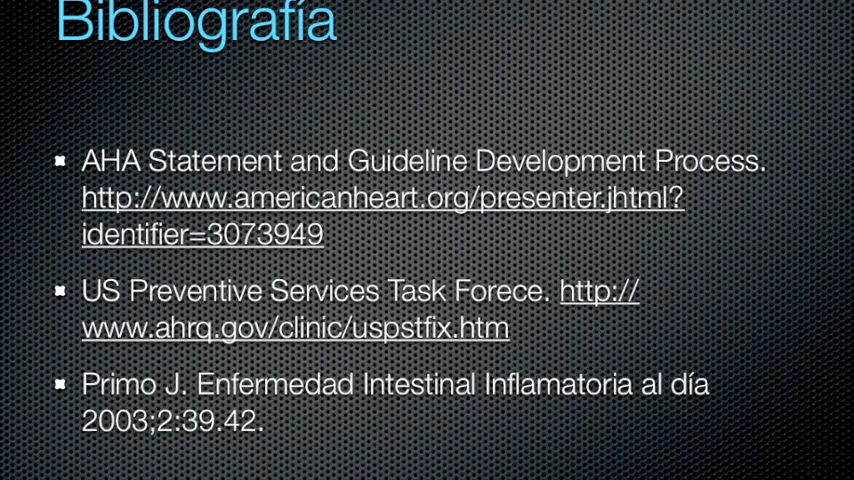 Bibliografía
AHA Statement and Guideline Development Process.
http://www.americanheart.org/presenter.jhtml?
identifier=3073949
US Preventive Services Task Forece. http://
www.ahrq.gov/clinic/uspstfix.htm
Primo J. Enfermedad Intestinal Inflamatoria al día
2003;2:39.42.